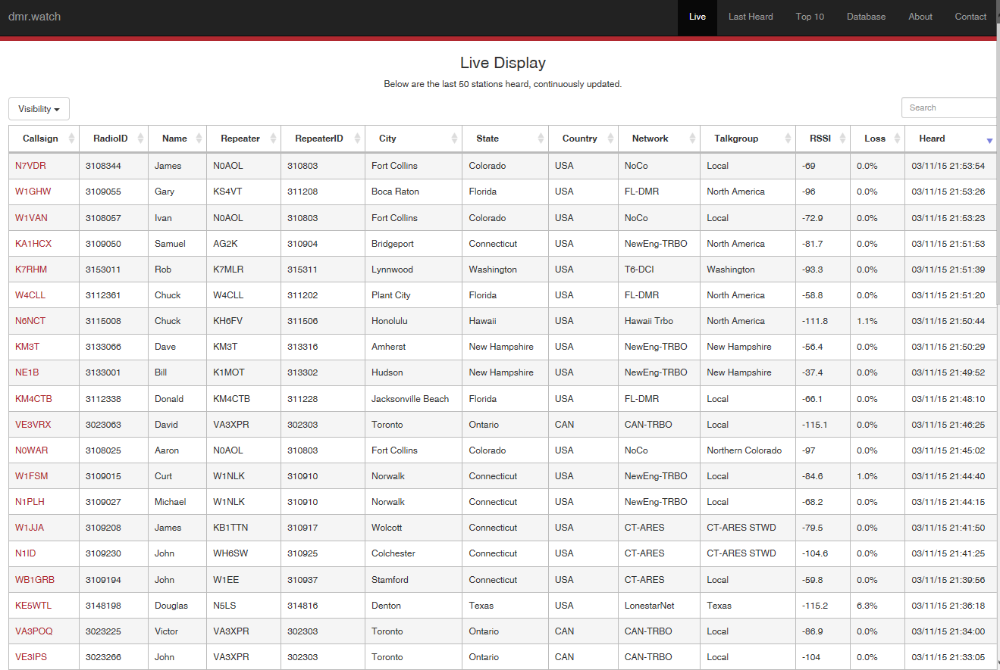 dmr.watch Live Last Heard Top 10 Database About Contact
Live Display
Below are the last 50 stations heard, continuously updated.
Visibility Search
Callsign RadioID Name Repeater RepeaterID City State Country Network Talkgroup RSSI Loss Heard
N7VDR 3108344 James N0AOL 310803 Fort Collins Colorado USA NoCo Local -69 0.0% 03/11/15 21:53:54
W1GHW 3109055 Gary KS4VT 311208 Boca Raton Florida USA FL-DMR North America -96 0.0% 03/11/15 21:53:26
W1VAN 3108057 Ivan N0AOL 310803 Fort Collins Colorado USA NoCo Local -72.9 0.0% 03/11/15 21:53:23
KA1HCX 3109050 Samuel AG2K 310904 Bridgeport Connecticut USA NewEng-TRBO North America -81.7 0.0% 03/11/15 21:51:53
K7RHM 3153011 Rob K7MLR 315311 Lynnwood Washington USA T6-DCI Washington -93.3 0.0% 03/11/15 21:51:39
W4CLL 3112361 Chuck W4CLL 311202 Plant City Florida USA FL-DMR North America -58.8 0.0% 03/11/15 21:51:20
N6NCT 3115008 Chuck KH6FV 311506 Honolulu Hawaii USA Hawaii Trbo North America -111.8 1.1% 03/11/15 21:50:44
KM3T 3133066 Dave KM3T 313316 Amherst New Hampshire USA NewEng-TRBO New Hampshire -56.4 0.0% 03/11/15 21:50:29
NE1B 3133001 Bill K1MOT 313302 Hudson New Hampshire USA NewEng-TRBO New Hampshire -37.4 0.0% 03/11/15 21:49:52
KM4CTB 3112338 Donald KM4CTB 311228 Jacksonville Beach Florida USA FL-DMR Local -66.1 0.0% 03/11/15 21:48:10
VE3VRX 3023063 David VA3XPR 302303 Toronto Ontario CAN CAN-TRBO Local -115.1 0.0% 03/11/15 21:46:25
N0WAR 3108025 Aaron N0AOL 310803 Fort Collins Colorado USA NoCo Northern Colorado -97 0.0% 03/11/15 21:45:02
W1FSM 3109015 Curt W1NLK 310910 Norwalk Connecticut USA NewEng-TRBO Local -84.6 1.0% 03/11/15 21:44:40
N1PLH 3109027 Michael W1NLK 310910 Norwalk Connecticut USA NewEng-TRBO Local -68.2 0.0% 03/11/15 21:44:15
W1JJA 3109208 James KB1TTN 310917 Wolcott Connecticut USA CT-ARES CT-ARES STWD -79.5 0.0% 03/11/15 21:41:50
N1ID 3109230 John WH6SW 310925 Colchester Connecticut USA CT-ARES CT-ARES STWD -104.6 0.0% 03/11/15 21:41:25
WB1GRB 3109194 John W1EE 310937 Stamford Connecticut USA CT-ARES Local -59.8 0.0% 03/11/15 21:39:56
KE5WTL 3148198 Douglas N5LS 314816 Denton Texas USA LonestarNet Texas -115.2 6.3% 03/11/15 21:36:18
VA3POQ 3023225 Victor VA3XPR 302303 Toronto Ontario CAN CAN-TRBO Local -86.9 0.0% 03/11/15 21:34:00
VE3IPS 3023266 John VA3XPR 302303 Toronto Ontario CAN CAN-TRBO Local -104 0.0% 03/11/15 21:33:05